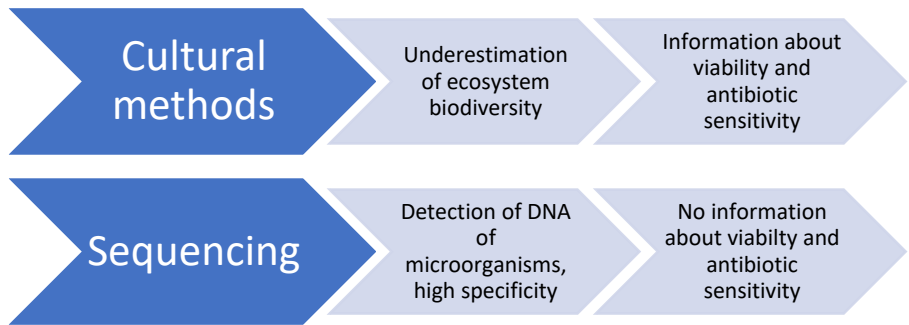 Cultural
methods
Underestimation
of ecosystem
biodiversity
Information about
viability and
antibiotic
sensitivity
Sequencing
Detection of DNA
of
microorganisms,
high specificity
No information
about viabilty and
antibiotic
sensitivity